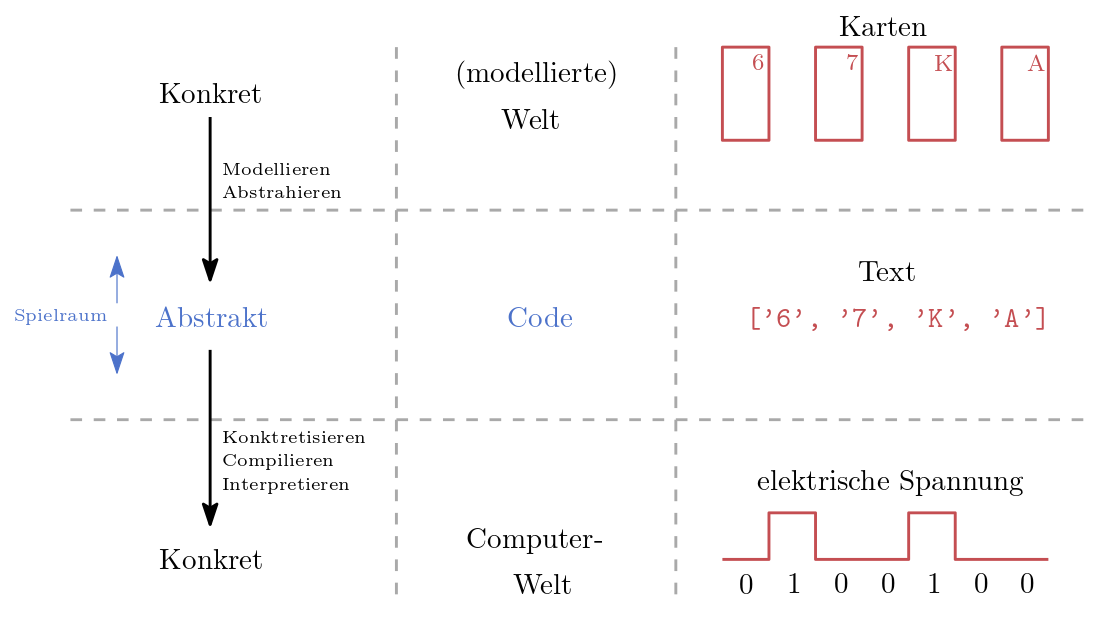 Karten
6 7 K A
(modellierte)
Welt
Konkret
Modellieren
Abstrahieren
Text
Spielraum
Abstrakt
Code
['6', '7', 'K', 'A']
Konktretisieren
Compilieren
Interpretieren
elektrische Spannung
Computer-
Welt
Konkret
0 1 0 0 1 0 0